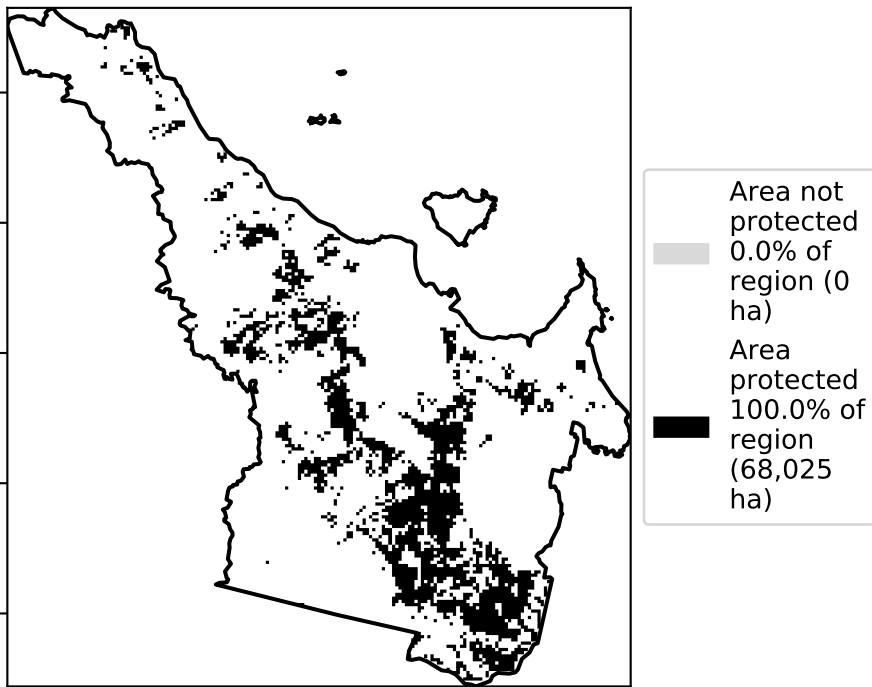 Area not
protected
0.0% of
region (0
ha)
Area
protected
100.0% of
region
(68,025
ha)